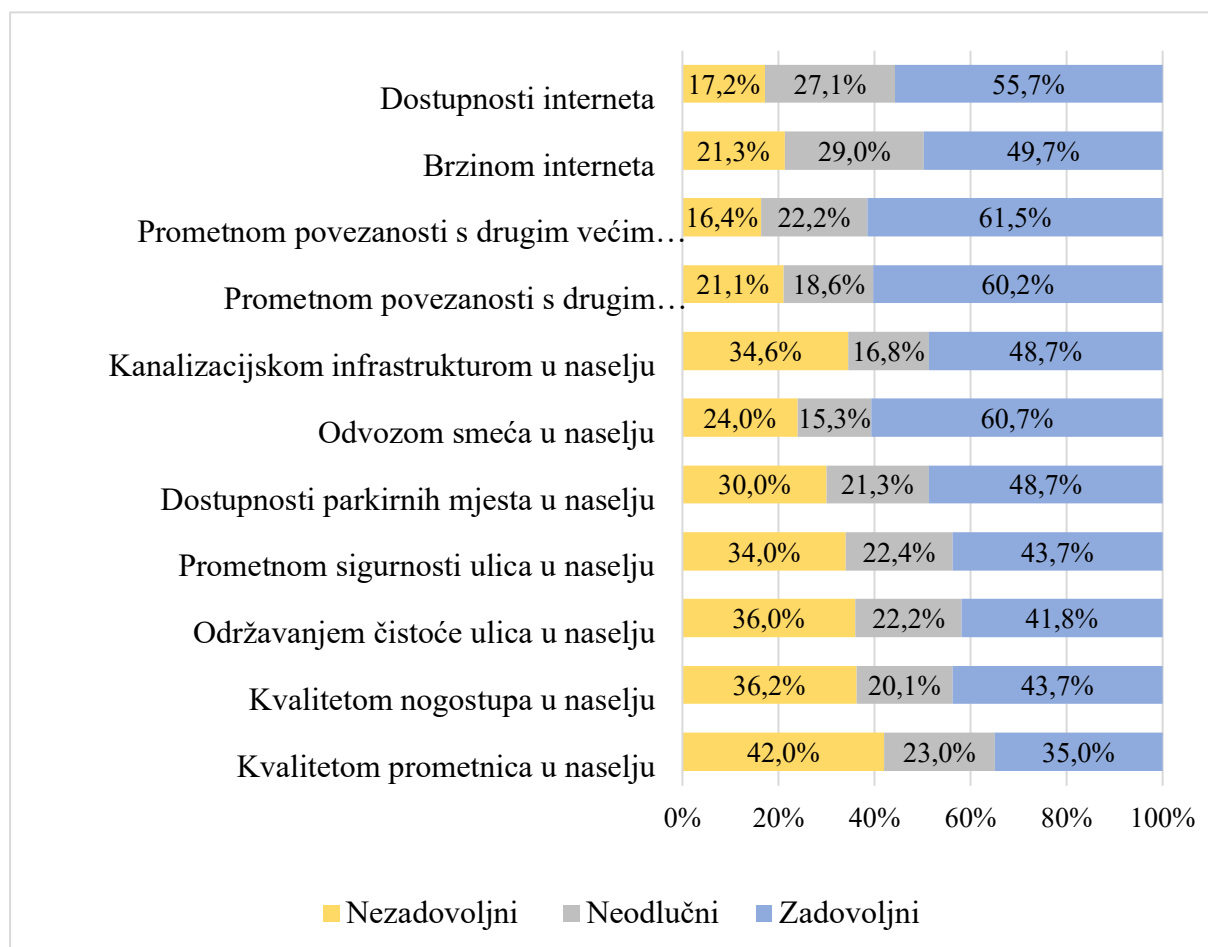 Dostupnosti interneta 17,2% 27,1% 55,7%
Brzinom interneta 21,3% 29,0% 49,7%
Prometnom povezanosti s drugim većim… 16,4% 22,2% 61,5%
Prometnom povezanosti s drugim… 21,1% 18,6% 60,2%
Kanalizacijskom infrastrukturom u naselju 34,6% 16,8% 48,7%
Odvozom smeća u naselju 24,0% 15,3% 60,7%
Dostupnosti parkirnih mjesta u naselju 30,0% 21,3% 48,7%
Prometnom sigurnosti ulica u naselju 34,0% 22,4% 43,7%
Održavanjem čistoće ulica u naselju 36,0% 22,2% 41,8%
Kvalitetom nogostupa u naselju 36,2% 20,1% 43,7%
Kvalitetom prometnica u naselju 42,0% 23,0% 35,0%
0% 20% 40% 60% 80% 100%
Nezadovoljni Neodlučni Zadovoljni